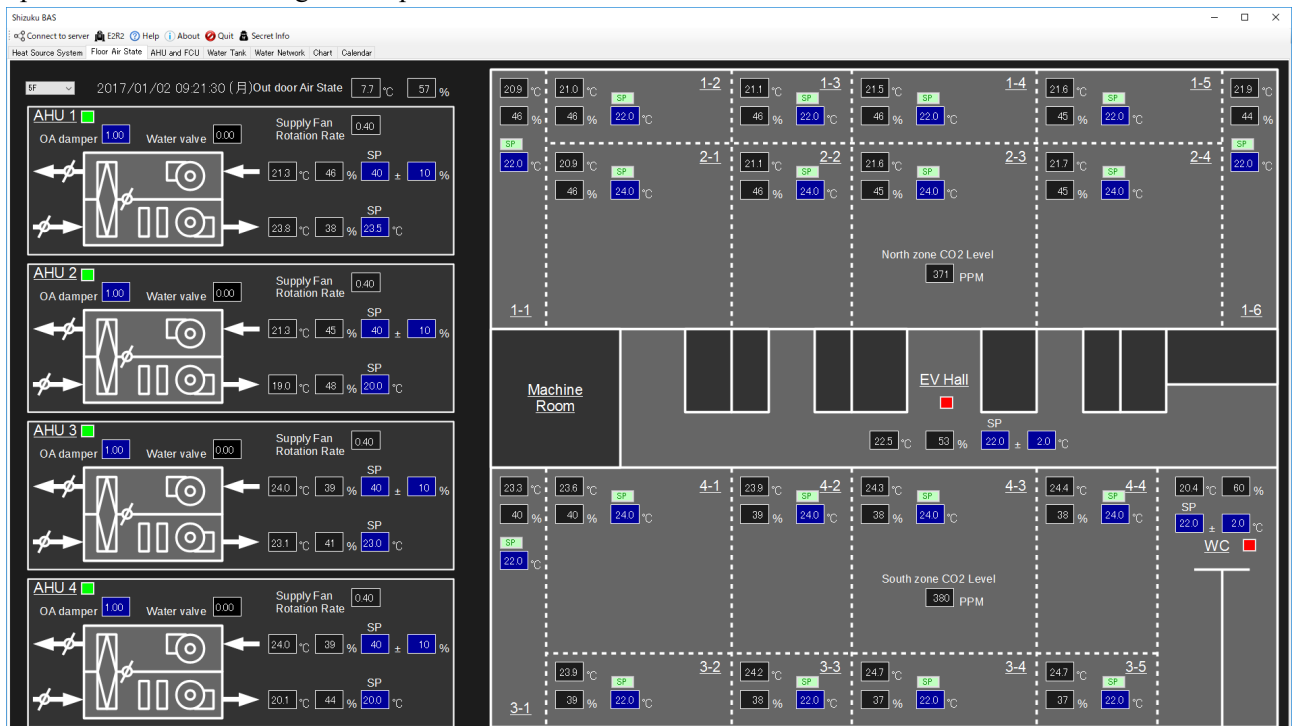 Shizuku BAS
Connect to server E2R2 Help About Quit Secret Info
Heat Source System Floor Air State AHU and FCU Water Tank Water Network Chart Calendar
5F 2017/01/02 09:21:30 (月) Out door Air State 7.7 ℃ 57 %
AHU 1
OA damper 1.00 Water valve 0.00 Supply Fan Rotation Rate 0.40
SP
21.3 ℃ 46 % 40 ± 10 %
SP
23.8 ℃ 38 % 23.5 ℃
AHU 2
OA damper 1.00 Water valve 0.00 Supply Fan Rotation Rate 0.40
SP
21.3 ℃ 45 % 40 ± 10 %
SP
19.0 ℃ 48 % 20.0 ℃
AHU 3
OA damper 1.00 Water valve 0.00 Supply Fan Rotation Rate 0.40
SP
24.0 ℃ 39 % 40 ± 10 %
SP
23.1 ℃ 41 % 23.0 ℃
AHU 4
OA damper 1.00 Water valve 0.00 Supply Fan Rotation Rate 0.40
SP
24.0 ℃ 39 % 40 ± 10 %
SP
20.1 ℃ 44 % 20.0 ℃
20.9 ℃ 21.0 ℃ 1-2 21.1 ℃ 1-3 21.5 ℃ 1-4 21.6 ℃ 1-5 21.9 ℃
SP SP SP SP
46 % 46 % 22.0 ℃ 46 % 22.0 ℃ 46 % 22.0 ℃ 45 % 22.0 ℃ 44 %
SP SP
22.0 ℃ 20.9 ℃ 2-1 21.1 ℃ 2-2 21.6 ℃ 2-3 21.7 ℃ 2-4 22.0 ℃
SP SP SP SP
46 % 24.0 ℃ 46 % 24.0 ℃ 45 % 24.0 ℃ 45 % 24.0 ℃
North zone CO2 Level
371 PPM
1-1 1-6
Machine Room
EV Hall
SP
22.5 ℃ 53 % 22.0 ± 2.0 ℃
23.3 ℃ 23.6 ℃ 4-1 23.9 ℃ 4-2 24.3 ℃ 4-3 24.4 ℃ 4-4 20.4 ℃ 60 %
SP SP SP SP SP
40 % 40 % 24.0 ℃ 39 % 24.0 ℃ 38 % 24.0 ℃ 38 % 24.0 ℃ 22.0 ± 2.0 ℃
SP WC
22.0 ℃
South zone CO2 Level
380 PPM
23.9 ℃ 3-2 24.2 ℃ 3-3 24.7 ℃ 3-4 24.7 ℃ 3-5
SP SP SP SP
3-1 39 % 22.0 ℃ 38 % 22.0 ℃ 37 % 22.0 ℃ 37 % 22.0 ℃